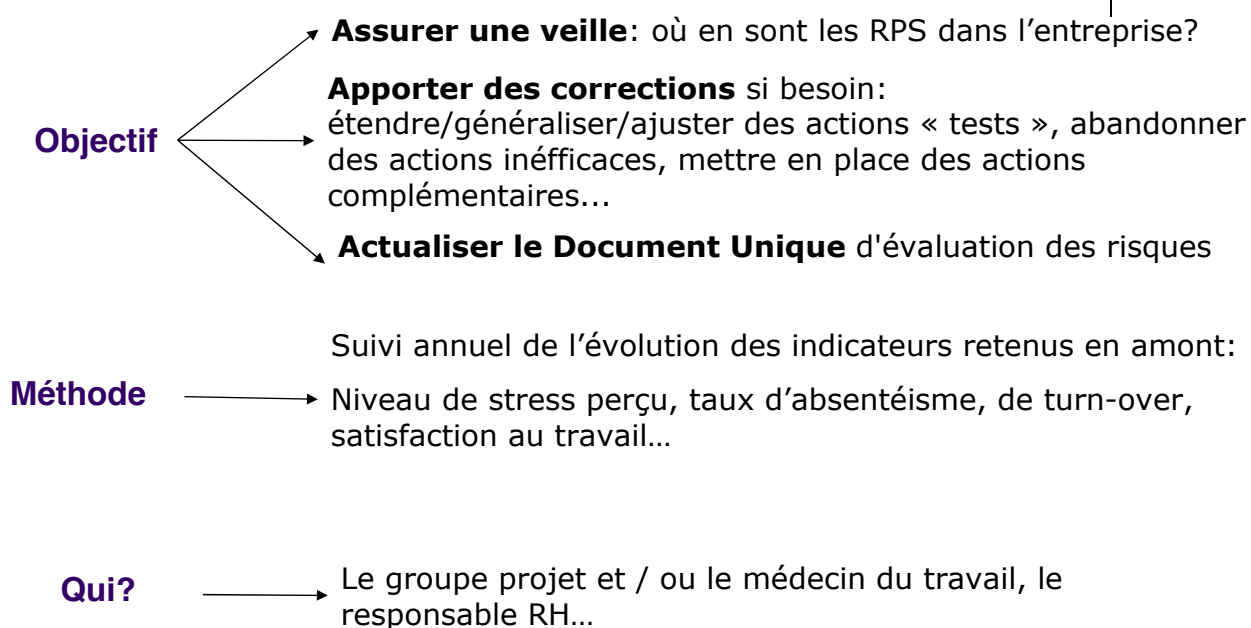 Assurer une veille: où en sont les RPS dans l’entreprise?
Apporter des corrections si besoin:
étendre/généraliser/ajuster des actions « tests », abandonner
Objectif
des actions inéfficaces, mettre en place des actions
complémentaires…
Actualiser le Document Unique d'évaluation des risques
Suivi annuel de l’évolution des indicateurs retenus en amont:
Méthode
Niveau de stress perçu, taux d’absentéisme, de turn-over,
satisfaction au travail…
Qui?
Le groupe projet et / ou le médecin du travail, le
responsable RH…